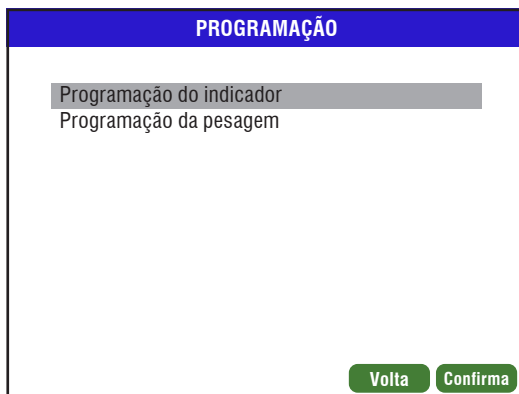 PROGRAMAÇÃO
Programação do indicador
Programação da pesagem
Volta Confirma